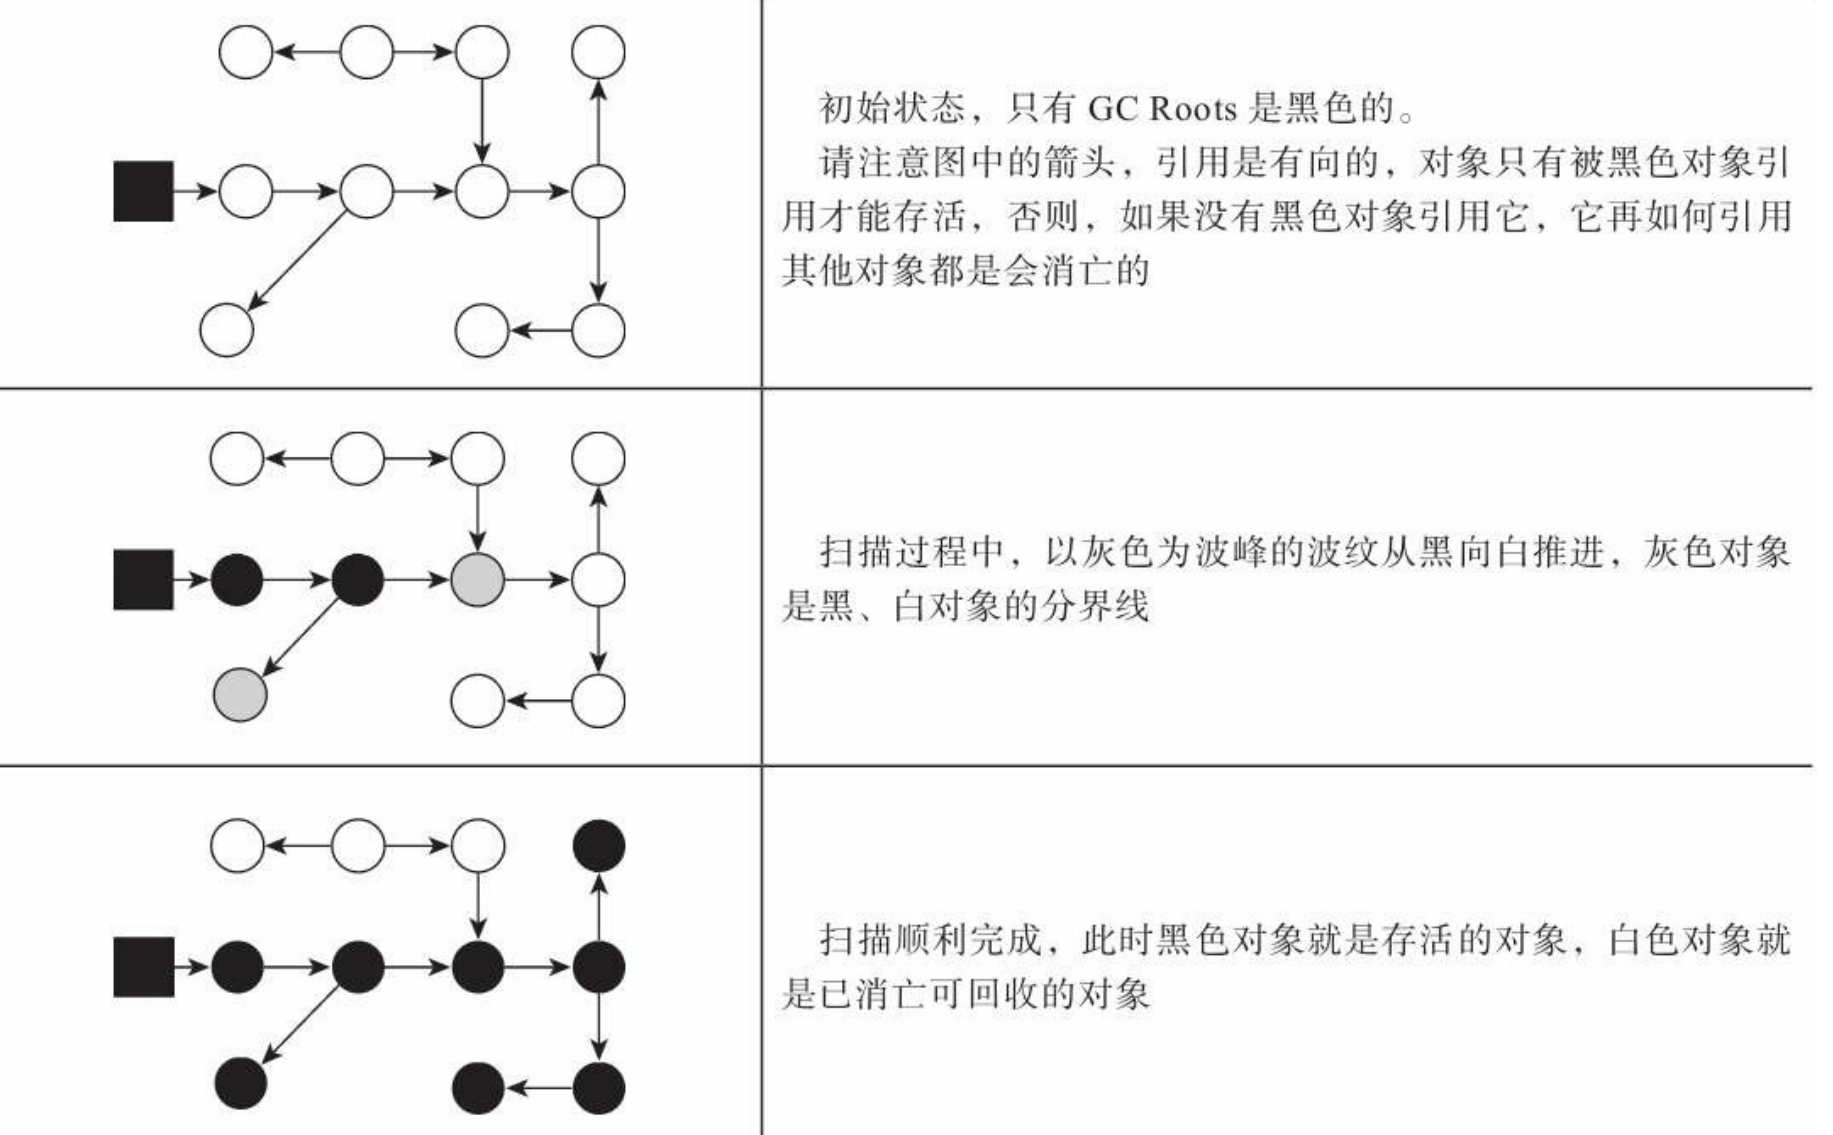 初始状态，只有 GC Roots 是黑色的。
请注意图中的箭头，引用是有向的，对象只有被黑色对象引
用才能存活，否则，如果没有黑色对象引用它，它再如何引用
其他对象都是会消亡的
扫描过程中，以灰色为波峰的波纹从黑向白推进，灰色对象
是黑、白对象的分界线
扫描顺利完成，此时黑色对象就是存活的对象，白色对象就
是已消亡可回收的对象